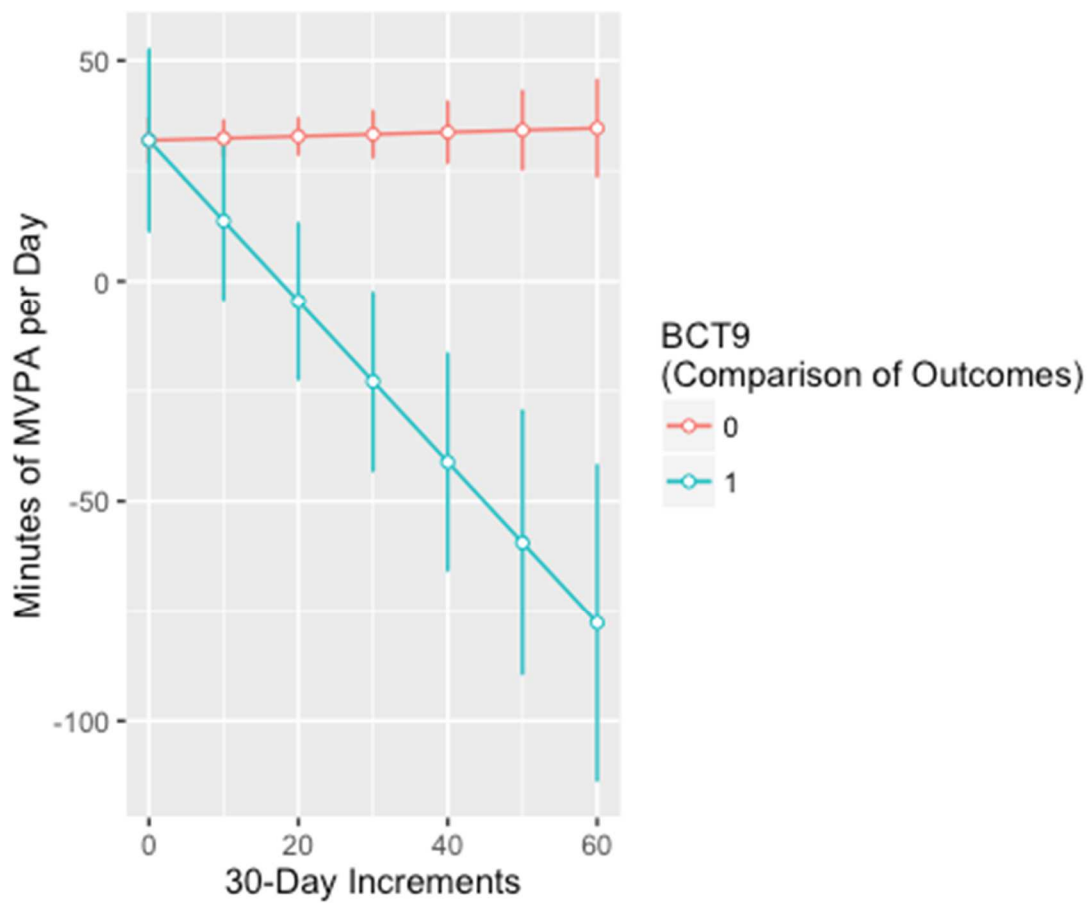 50
0
-50
-100
Minutes of MVPA per Day
0 20 40 60
30-Day Increments
BCT9
(Comparison of Outcomes)
0
1